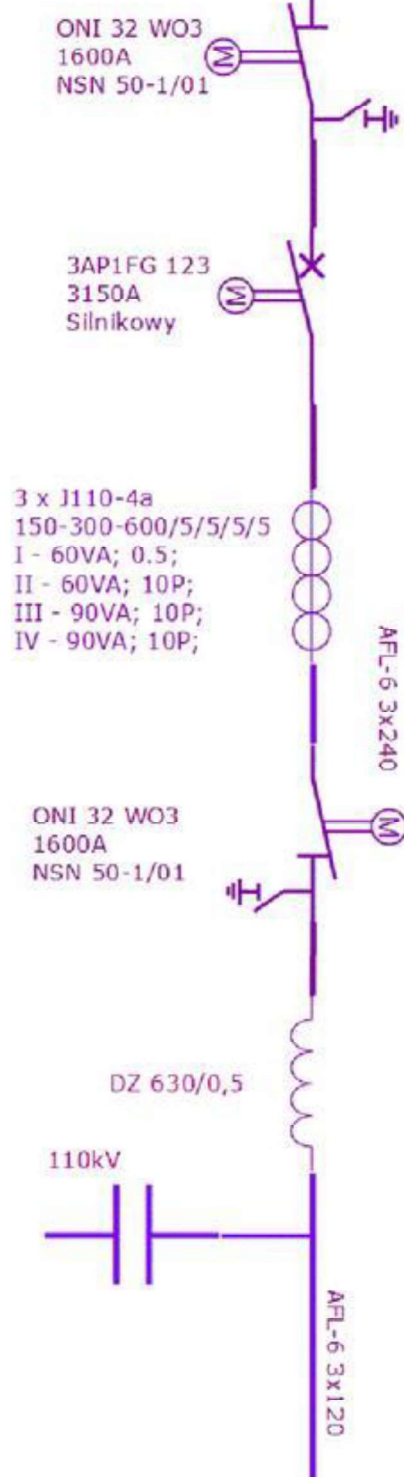 ONI 32 WO3
1600A
NSN 50-1/01
M
3AP1FG 123
3150A
Silnikowy
M
3 x J110-4a
150-300-600/5/5/5/5
I - 60VA; 0.5;
II - 60VA; 10P;
III - 90VA; 10P;
IV - 90VA; 10P;
AFL-6 3x240
ONI 32 WO3
1600A
NSN 50-1/01
M
DZ 630/0,5
110kV
AFL-6 3x120